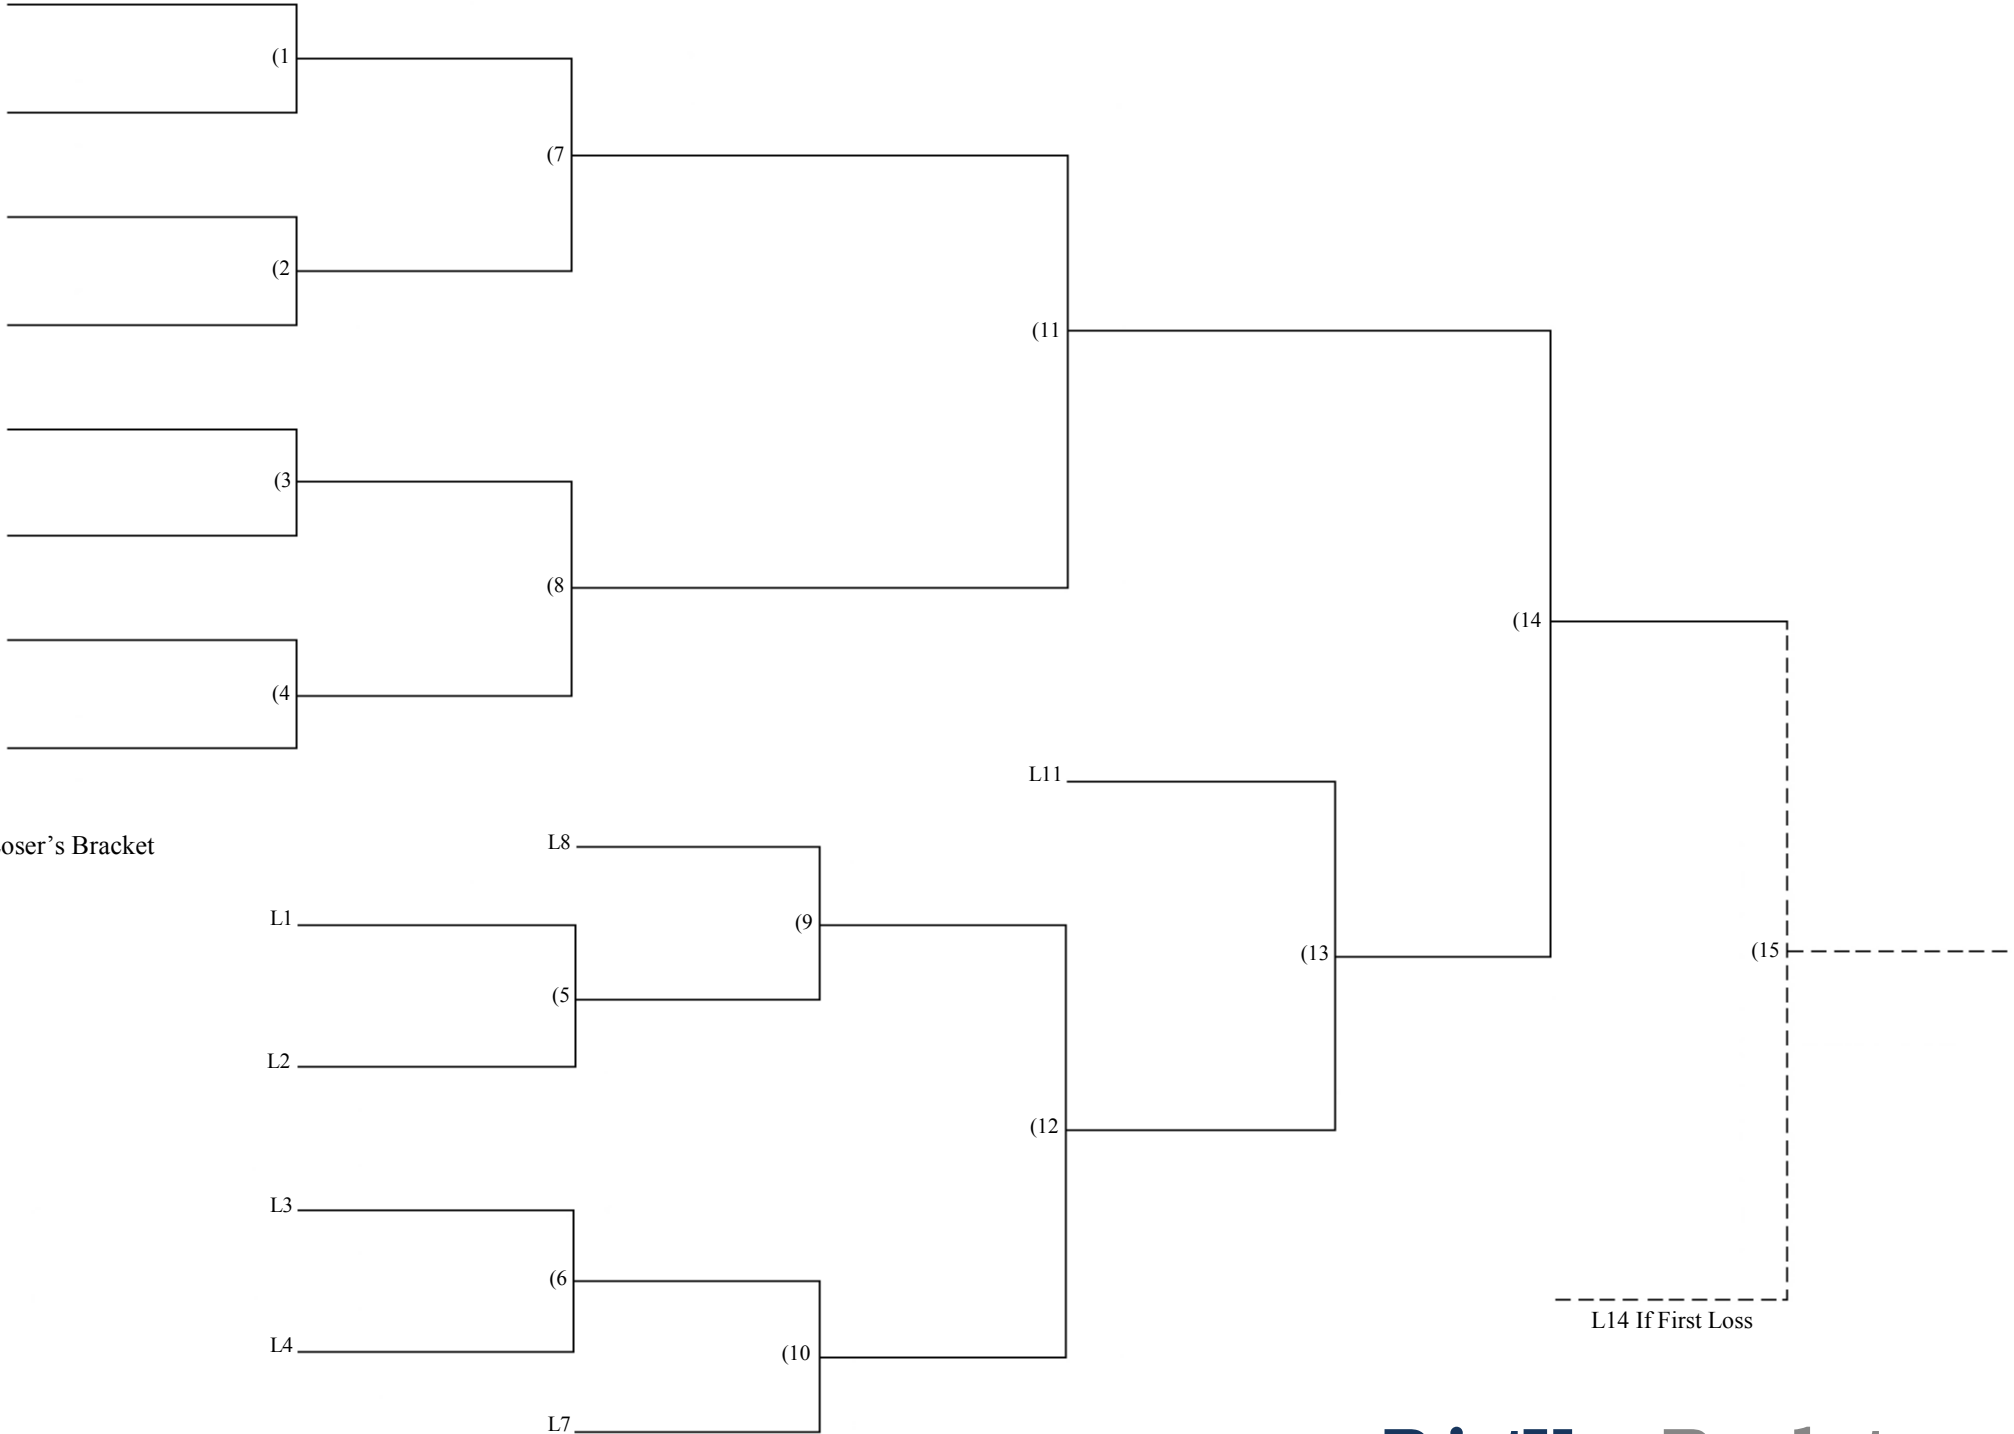 (1
(7
(2
(11
(3
(8
(14
(4
L11
oser’s Bracket
L8
L1
(9
(13
(15
(5
L2
(12
L3
(6
L14 If First Loss
L4
(10
L7